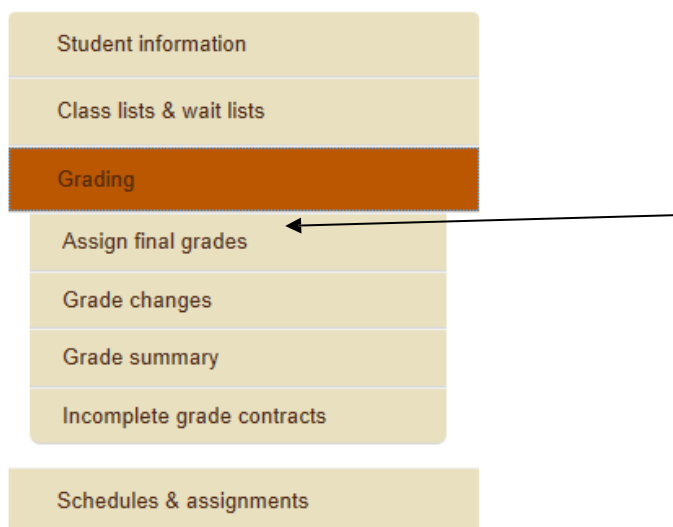 Student information
Class lists & wait lists
Grading
Assign final grades
Grade changes
Grade summary
Incomplete grade contracts
Schedules & assignments